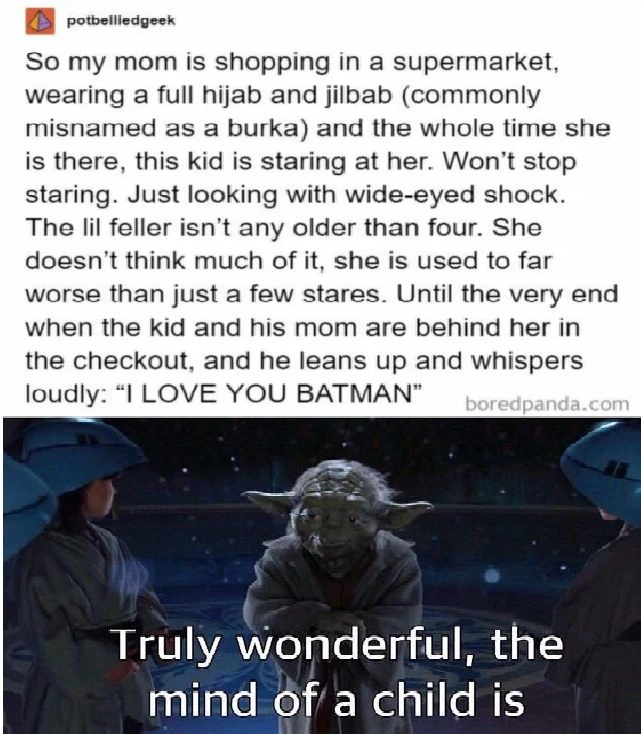 potbelliedgeek
So my mom is shopping in a supermarket,
wearing a full hijab and jilbab (commonly
misnamed as a burka) and the whole time she
is there, this kid is staring at her. Won’t stop
staring. Just looking with wide-eyed shock.
The lil feller isn’t any older than four. She
doesn’t think much of it, she is used to far
worse than just a few stares. Until the very end
when the kid and his mom are behind her in
the checkout, and he leans up and whispers
loudly: “I LOVE YOU BATMAN”
boredpanda.com
Truly wonderful, the
mind of a child is